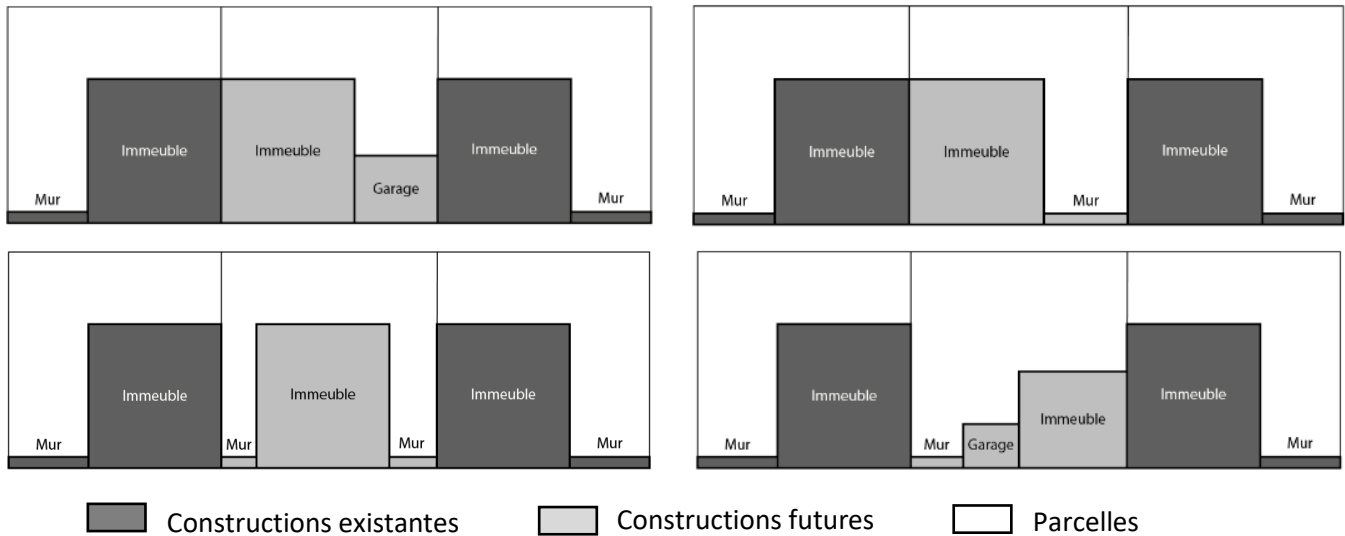 Immeuble Immeuble Immeuble
Mur Garage Mur
Immeuble Immeuble Immeuble
Mur Mur Mur
Immeuble Immeuble Immeuble
Mur Mur Mur Mur
Immeuble Immeuble Immeuble
Mur Mur Garage Mur
Constructions existantes Constructions futures Parcelles